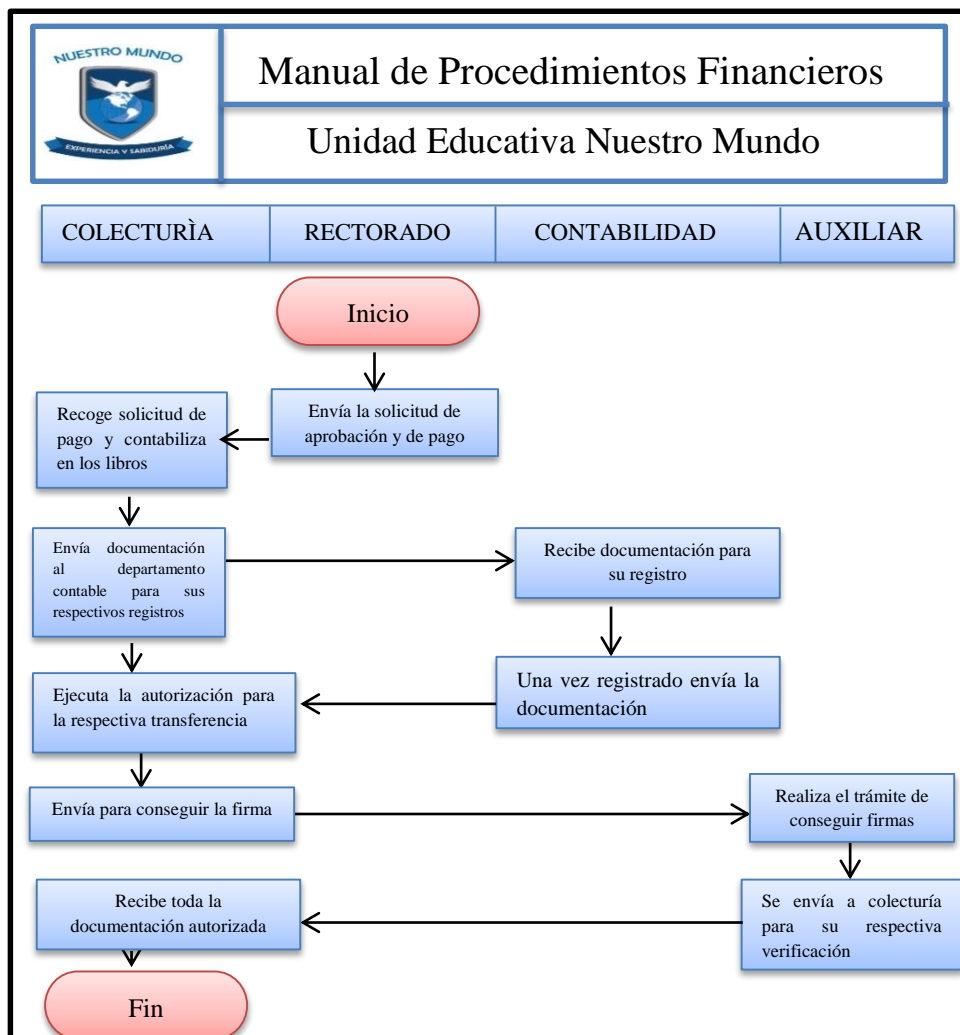 NUESTRO MUNDO
EXPERIENCIA Y SABIDURÍA
Manual de Procedimientos Financieros
Unidad Educativa Nuestro Mundo
COLECTURÌA RECTORADO CONTABILIDAD AUXILIAR
Inicio
Envía la solicitud de
aprobación y de pago
Recoge solicitud de
pago y contabiliza
en los libros
Envía documentación
al departamento
contable para sus
respectivos registros
Recibe documentación para
su registro
Una vez registrado envía la
documentación
Ejecuta la autorización para
la respectiva transferencia
Envía para conseguir la firma
Realiza el trámite de
conseguir firmas
Se envía a colecturía
para su respectiva
verificación
Recibe toda la
documentación autorizada
Fin